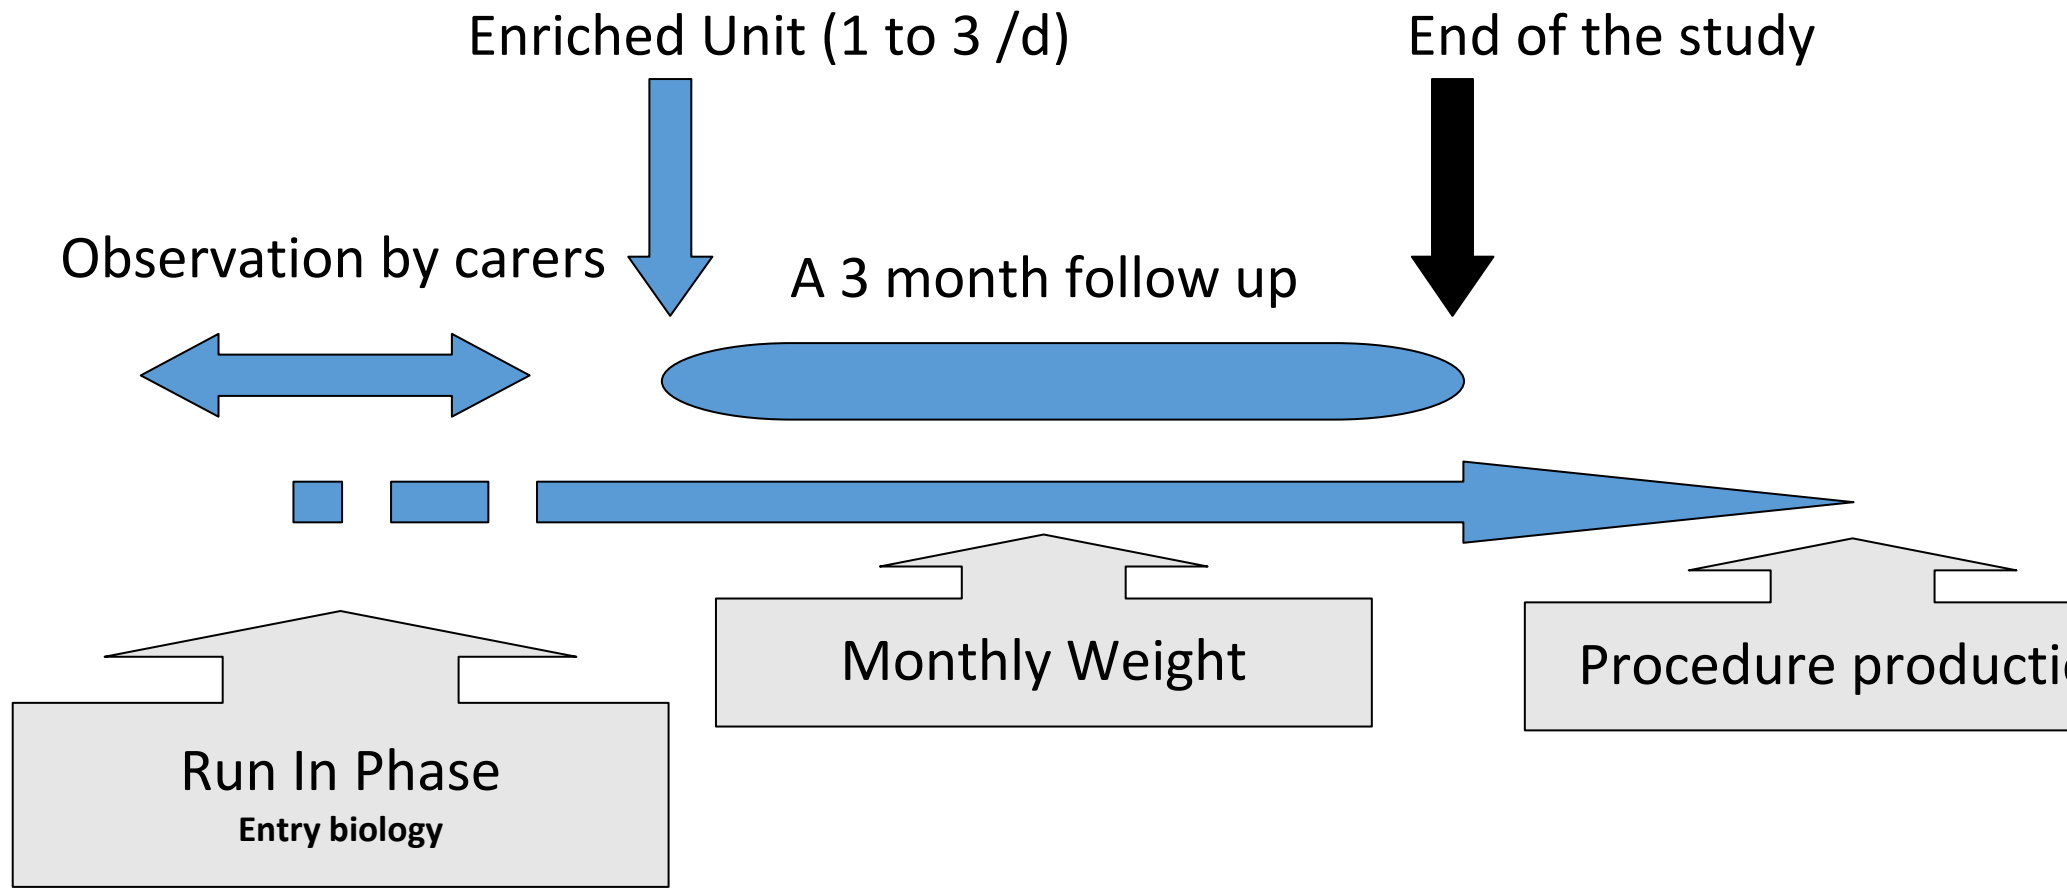 Enriched Unit (1 to 3 /d)
End of the study
Observation by carers
A 3 month follow up
Monthly Weight
Procedure
Run In Phase
Entry biology